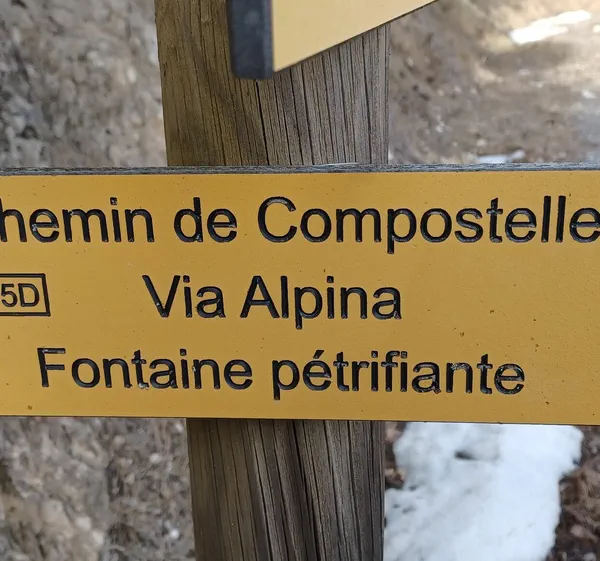 hemin de Compostelle
5D Via Alpina
Fontaine pétrifiante